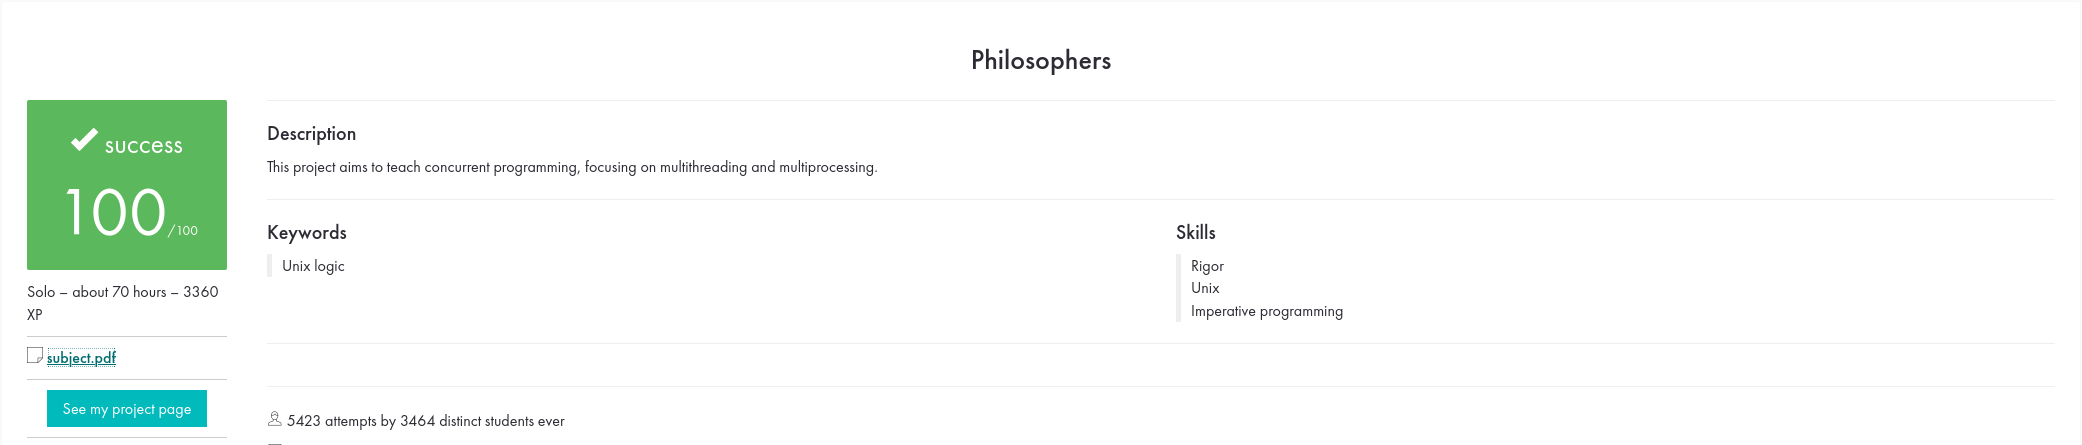 Philosophers
success
100/100
Solo – about 70 hours – 3360
XP
subject.pdf
See my project page
Description
This project aims to teach concurrent programming, focusing on multithreading and multiprocessing.
Keywords
Unix logic
Skills
Rigor
Unix
Imperative programming
5423 attempts by 3464 distinct students ever